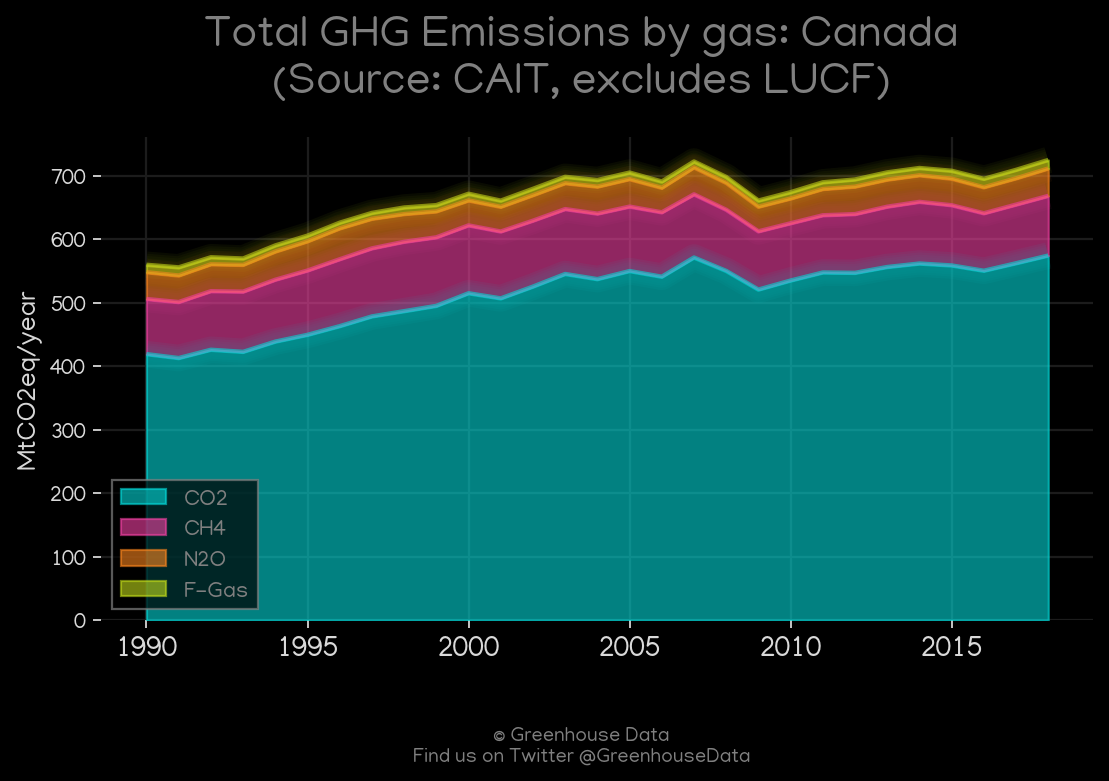 Total GHG Emissions by gas: Canada
(Source: CAIT, excludes LUCF)
MtCO2eq/year
700
600
500
400
300
200
100
0
CO2
CH4
N2O
F-Gas
1990 1995 2000 2005 2010 2015
© Greenhouse Data
Find us on Twitter @GreenhouseData